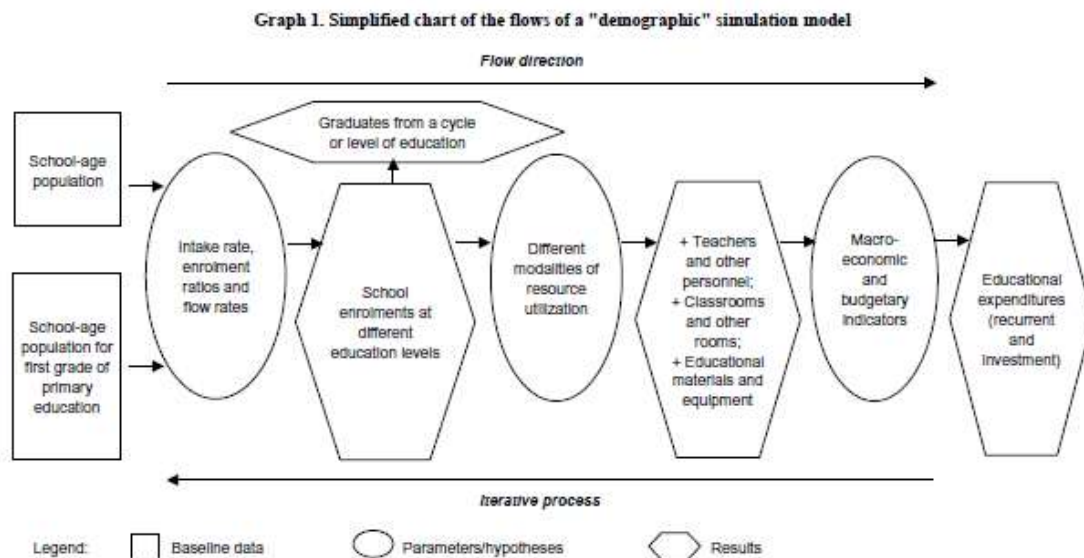 Graph 1. Simplified chart of the flows of a "demographic" simulation model
Flow direction
Graduates from a cycle
or level of education
School-age
population
School-age
population for
first grade of
primary
education
Intake rate,
enrolment
ratios and
flow rates
School
enrolments at
different
education levels
Different
modalities of
resource
utilization
+ Teachers
and other
personnel;
+ Classrooms
and other
rooms;
+ Educational
materials and
equipment
Macro-
economic
and
budgetary
indicators
Educational
expenditures
(recurrent
and
investment)
Iterative process
Legend:
Baseline data
Parameters/hypotheses
Results